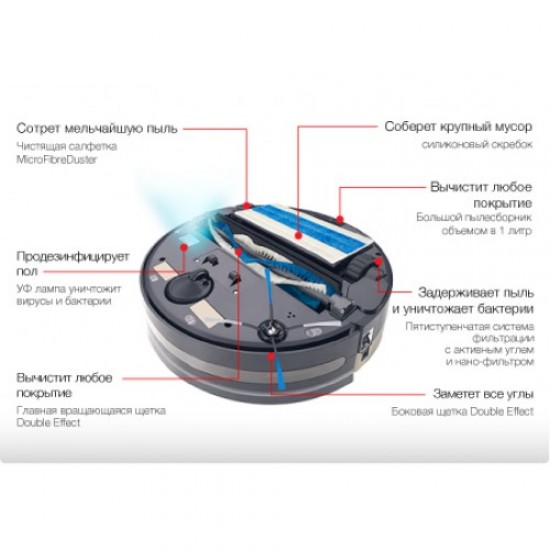 Сотрет мельчайшую пыль
Чистящая салфетка
MicroFibreDuster
Соберет крупный мусор
силиконовый скребок
Вычистит любое
покрытие
Большой пылесборник
объемом в 1 литр
Продезинфицирует
пол
УФ лампа уничтожит
вирусы и бактерии
Задерживает пыль
и уничтожает бактерии
Пятиступенчатая система
фильтрации
с активным углем
и нано-фильтром
Вычистит любое
покрытие
Главная вращающаяся щетка
Double Effect
Заметет все углы
Боковая щетка Double Effect